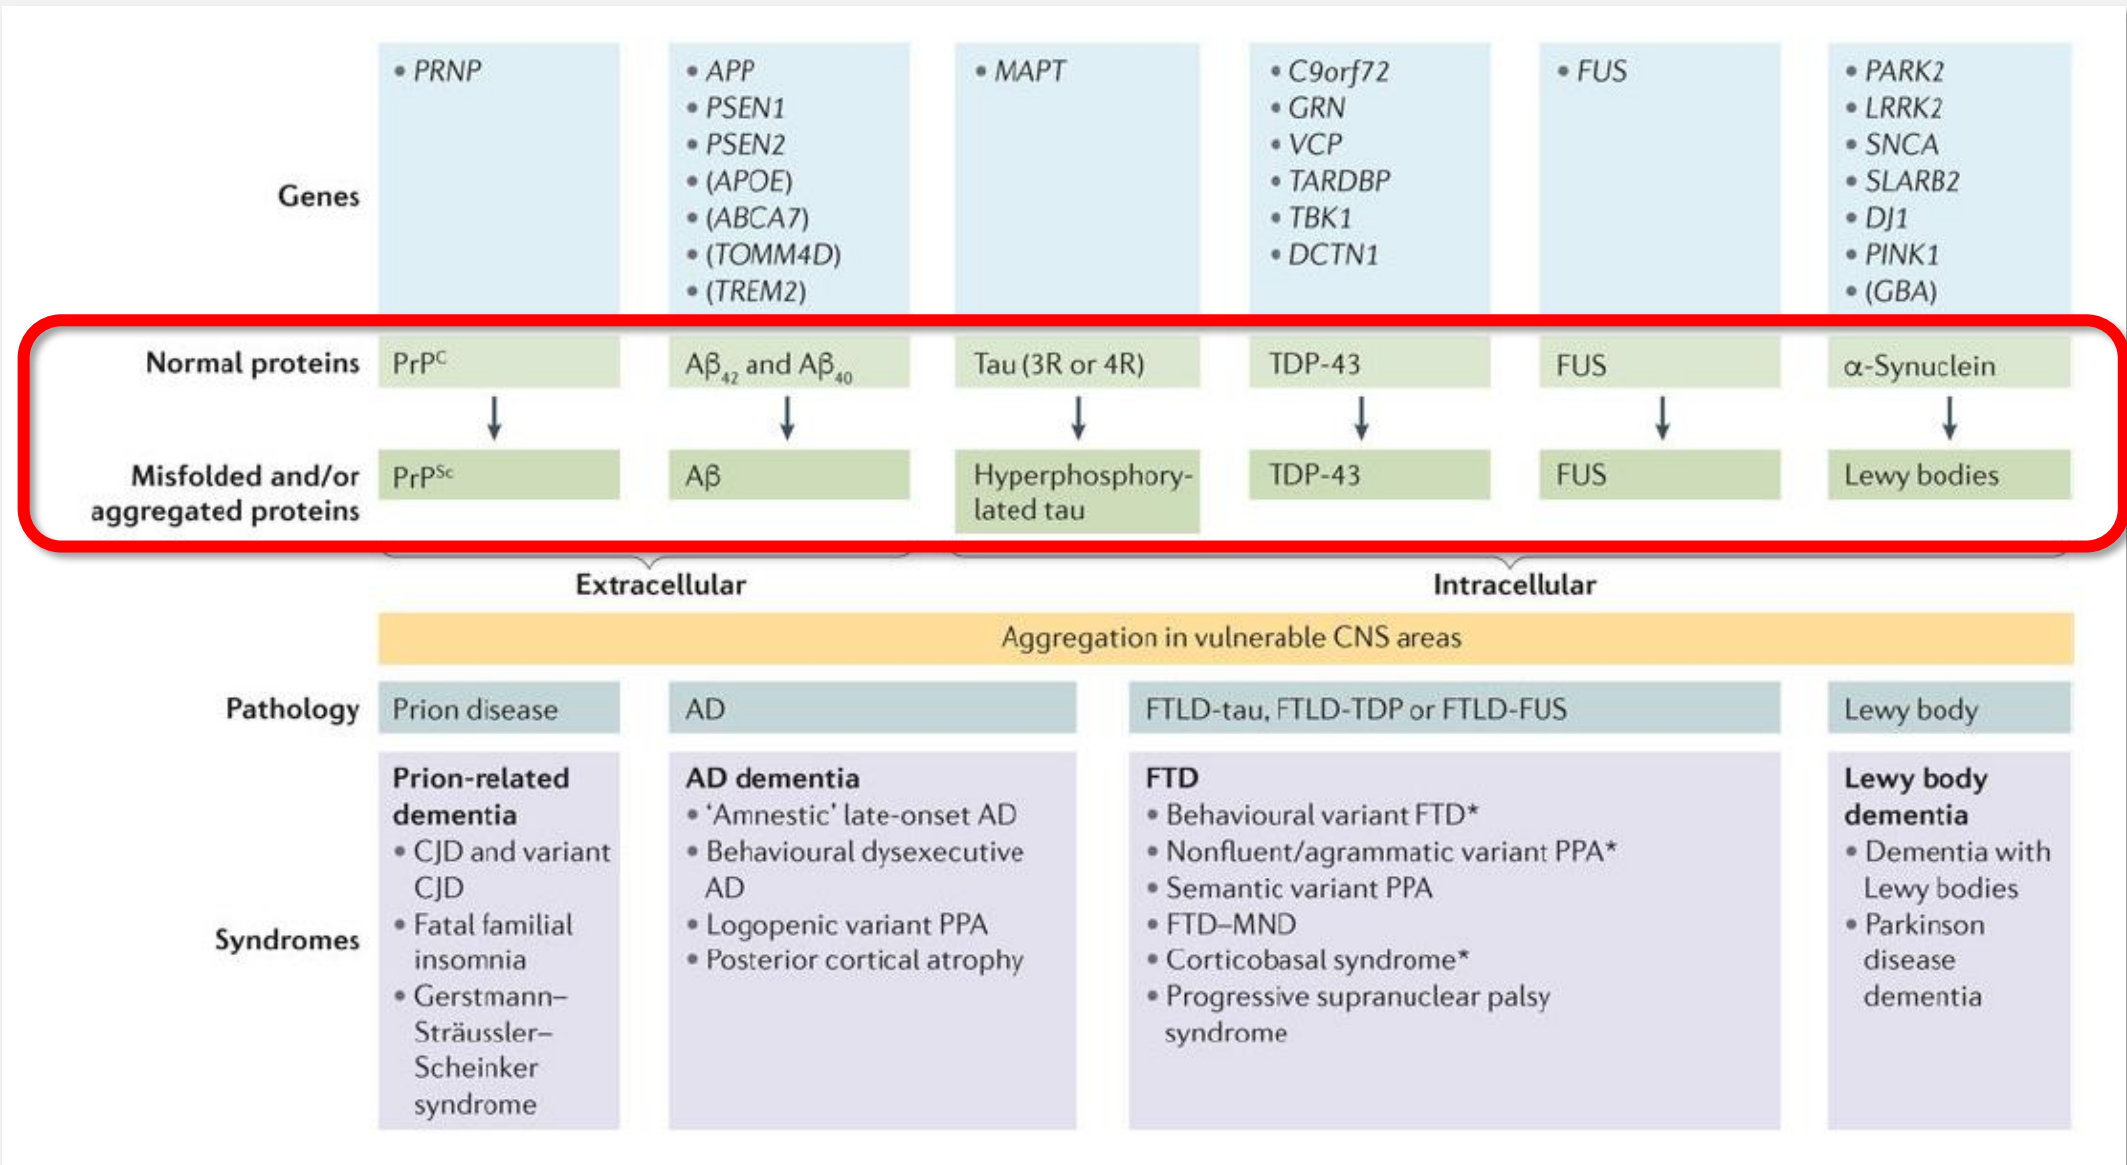 Genes
• PRNP
• APP
• PSEN1
• PSEN2
• (APOE)
• (ABCA7)
• (TOMM4D)
• (TREM2)
• MAPT
• C9orf72
• GRN
• VCP
• TARDBP
• TBK1
• DCTN1
• FUS
• PARK2
• LRRK2
• SNCA
• SLARB2
• DJ1
• PINK1
• (GBA)
Normal proteins
PrPᶜ
Aβ₄₂ and Aβ₄₀
Tau (3R or 4R)
TDP-43
FUS
α-Synuclein
Misfolded and/or
aggregated proteins
PrPSc
Aβ
Hyperphosphory-
lated tau
TDP-43
FUS
Lewy bodies
Extracellular
Intracellular
Aggregation in vulnerable CNS areas
Pathology
Prion disease
AD
FTLD-tau, FTLD-TDP or FTLD-FUS
Lewy body
Syndromes
Prion-related
dementia
• CJD and variant
CJD
• Fatal familial
insomnia
• Gerstmann–
Sträussler–
Scheinker
syndrome
AD dementia
• ‘Amnestic’ late-onset AD
• Behavioural dysexecutive
AD
• Logopenic variant PPA
• Posterior cortical atrophy
FTD
• Behavioural variant FTD*
• Nonfluent/agrammatic variant PPA*
• Semantic variant PPA
• FTD–MND
• Corticobasal syndrome*
• Progressive supranuclear palsy
syndrome
Lewy body
dementia
• Dementia with
Lewy bodies
• Parkinson
disease
dementia